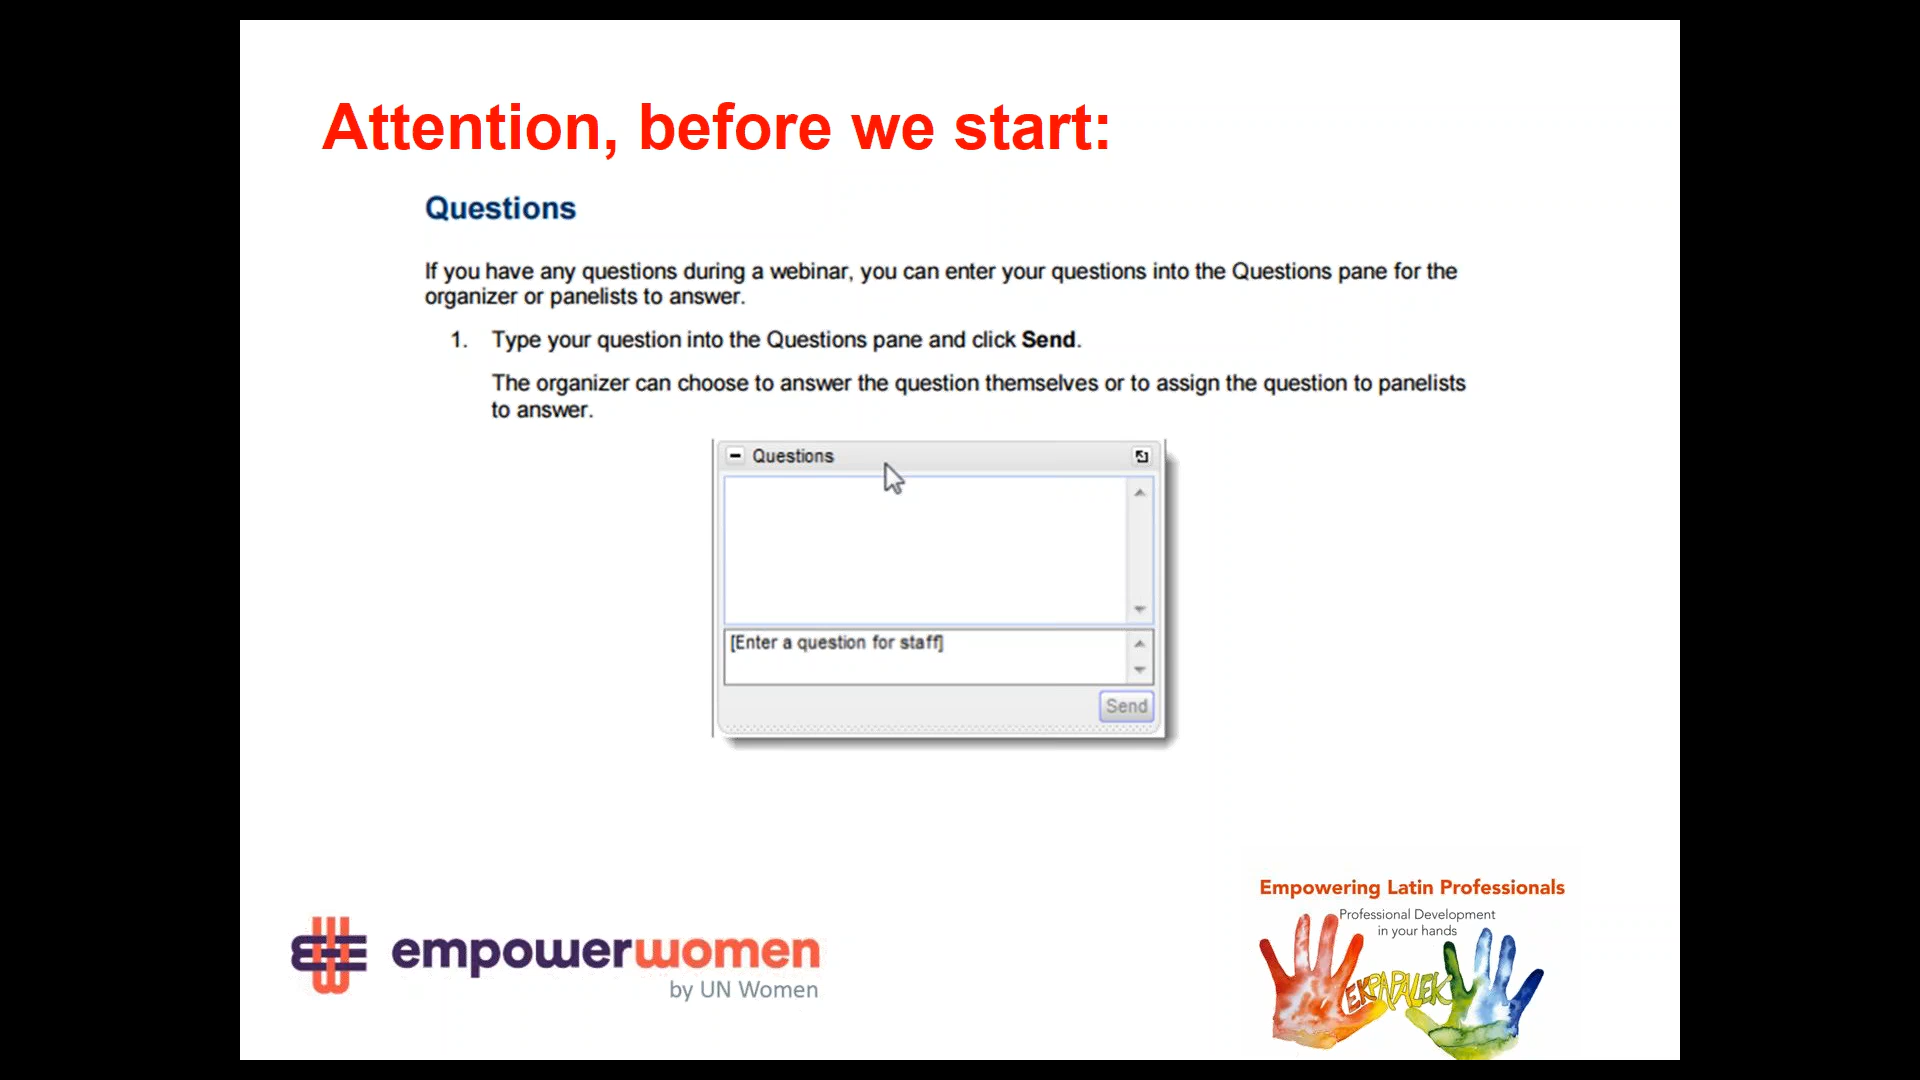 Attention, before we start:
Questions
If you have any questions during a webinar, you can enter your questions into the Questions pane for the
organizer or panelists to answer.
1. Type your question into the Questions pane and click Send.
The organizer can choose to answer the question themselves or to assign the question to panelists
to answer.
Questions
[Enter a question for staff]
Send
empowerwomen
by UN Women
Empowering Latin Professionals
Professional Development
in your hands
EKPAPALEK